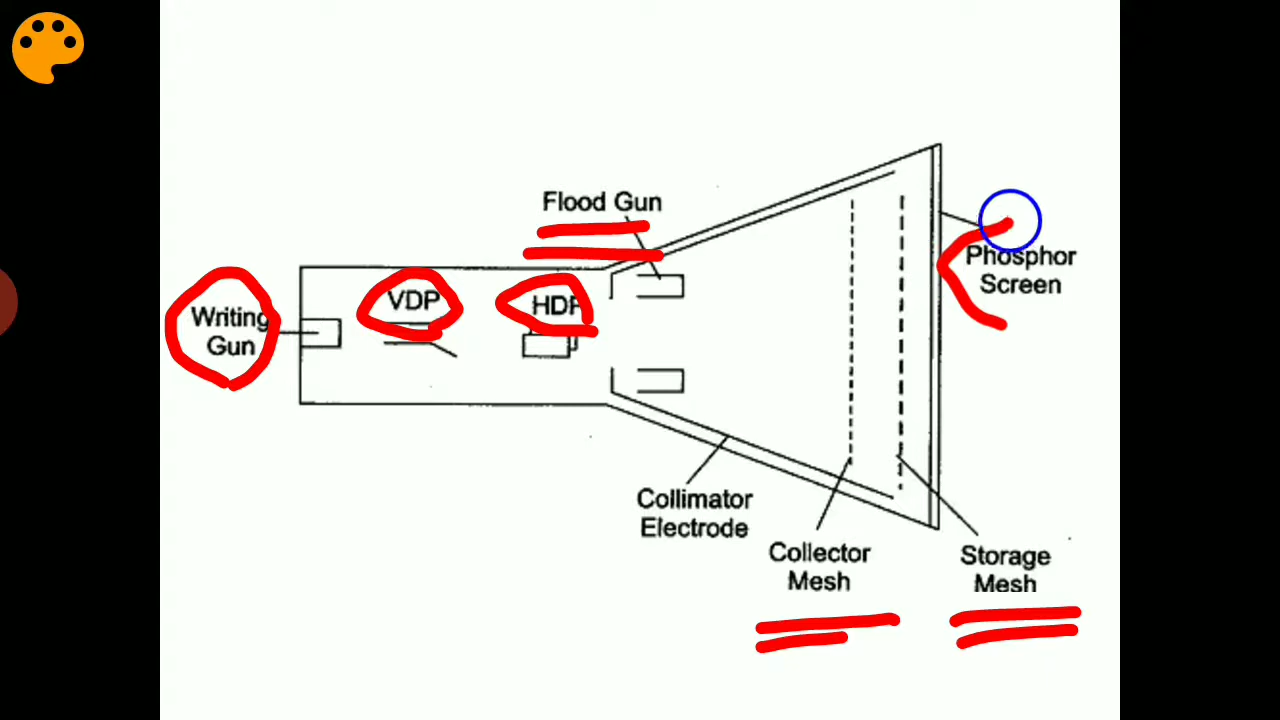 Flood Gun
Writing
Gun
VDP
HDP
Phosphor
Screen
Collimator
Electrode
Collector
Mesh
Storage
Mesh